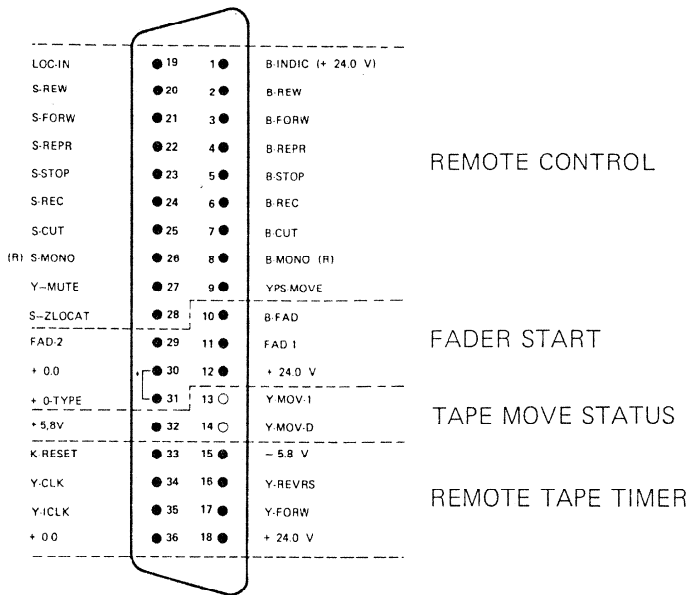 LOC-IN 19 1 B-INDIC (+ 24.0 V)
S-REW 20 2 B-REW
S-FORW 21 3 B-FORW
S-REPR 22 4 B-REPR
S-STOP 23 5 B-STOP
S-REC 24 6 B-REC
S-CUT 25 7 B-CUT
(R) S-MONO 26 8 B-MONO (R)
Y-MUTE 27 9 YPS-MOVE
REMOTE CONTROL
S-ZLOCAT 28 10 B-FAD
FAD-2 29 11 FAD 1
+ 0.0 30 12 + 24.0 V
FADER START
+ 0-TYPE 31 13 Y-MOV-1
+ 5,8V 32 14 Y-MOV-D
TAPE MOVE STATUS
K-RESET 33 15 - 5.8 V
Y-CLK 34 16 Y-REVRS
Y-ICLK 35 17 Y-FORW
+ 0 0 36 18 + 24.0 V
REMOTE TAPE TIMER